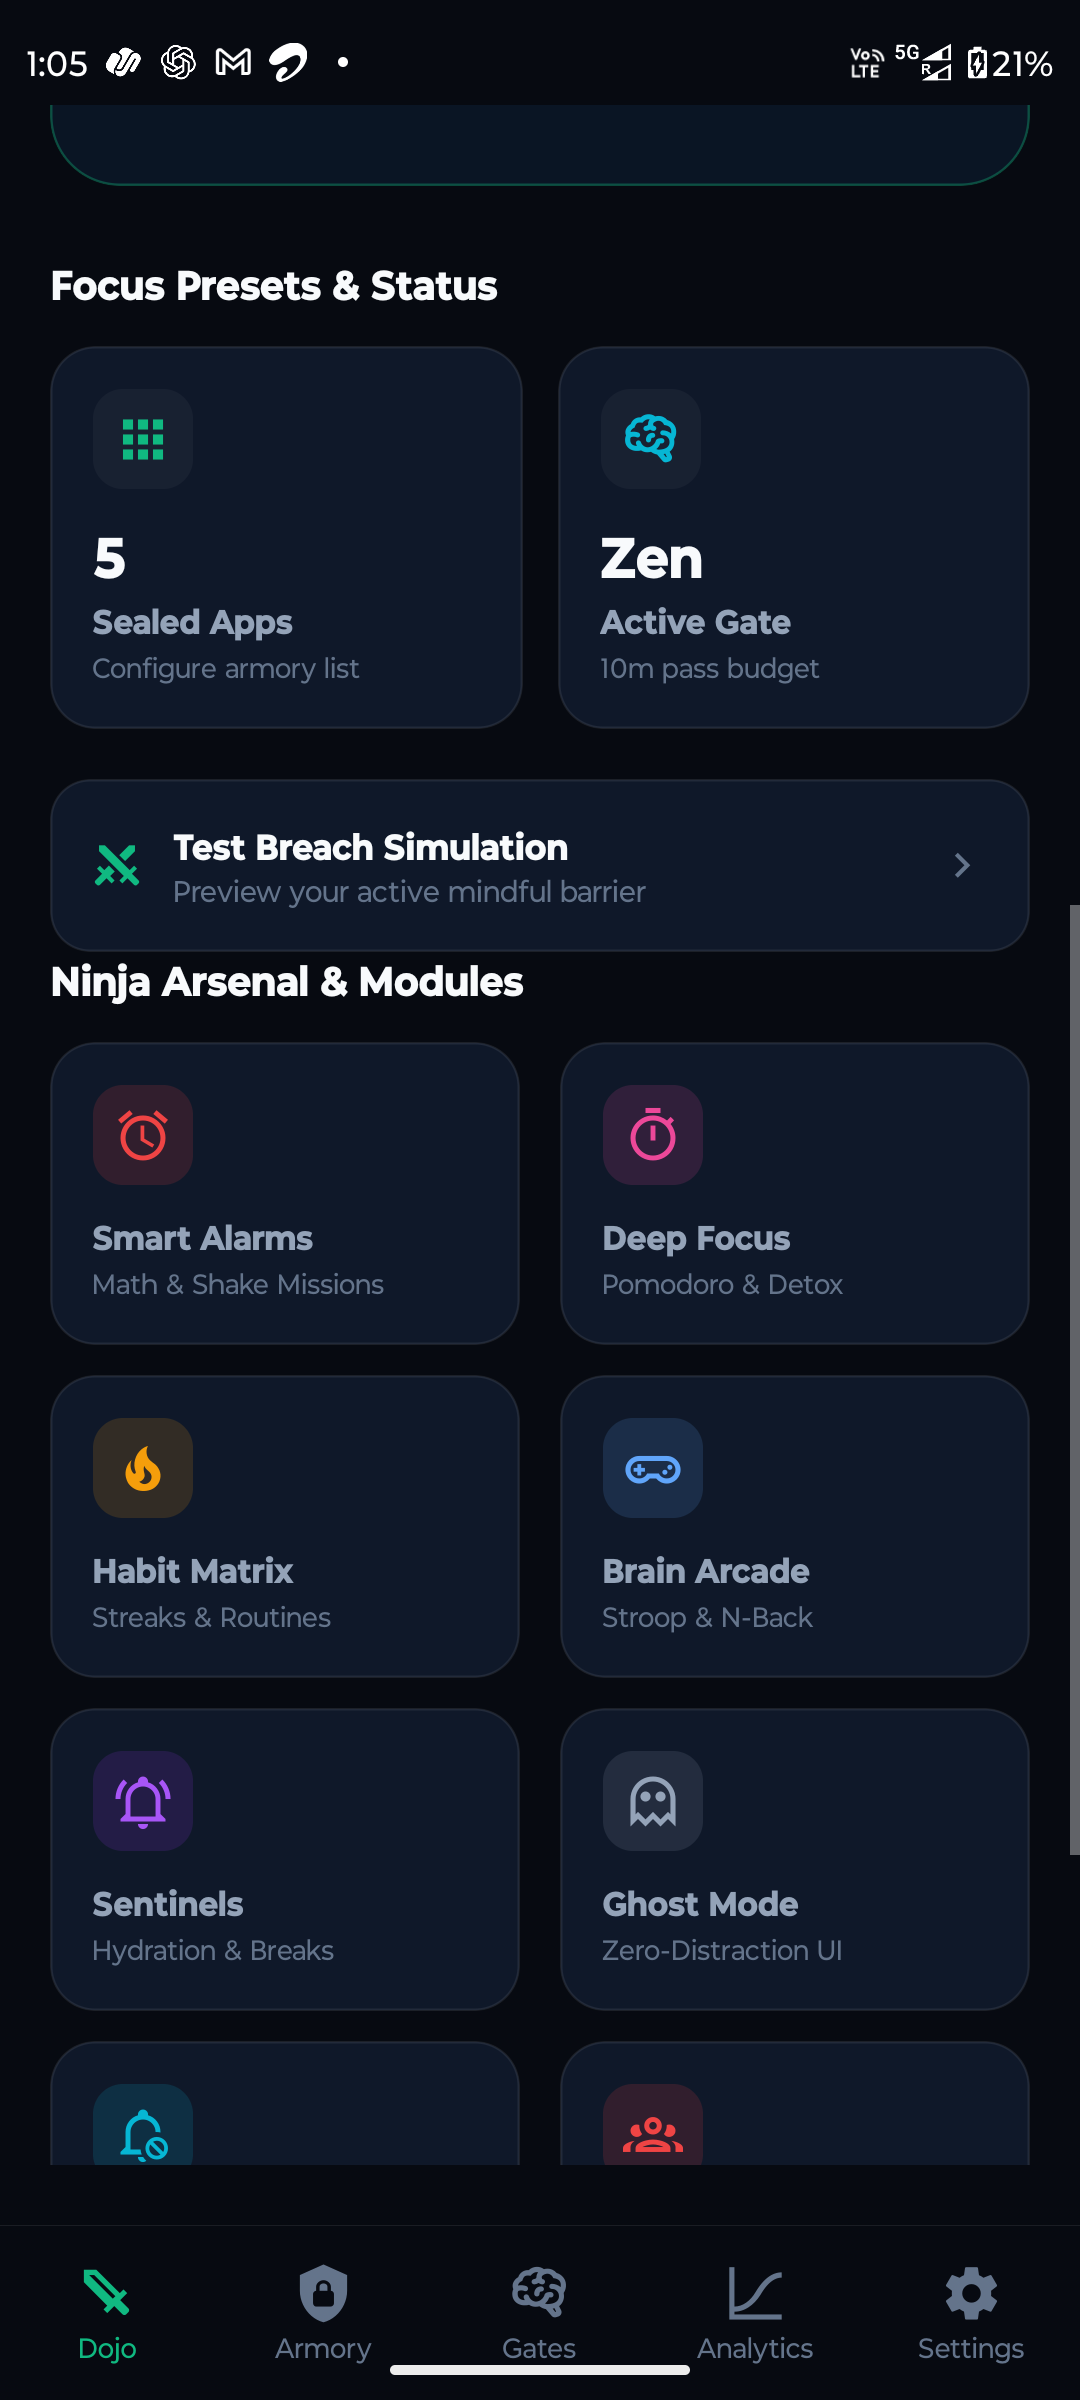 1:05
Vo LTE 5G R 21%
Focus Presets & Status
5
Sealed Apps
Configure armory list
Zen
Active Gate
10m pass budget
Test Breach Simulation
Preview your active mindful barrier
Ninja Arsenal & Modules
Smart Alarms
Math & Shake Missions
Deep Focus
Pomodoro & Detox
Habit Matrix
Streaks & Routines
Brain Arcade
Stroop & N-Back
Sentinels
Hydration & Breaks
Ghost Mode
Zero-Distraction UI
Dojo
Armory
Gates
Analytics
Settings